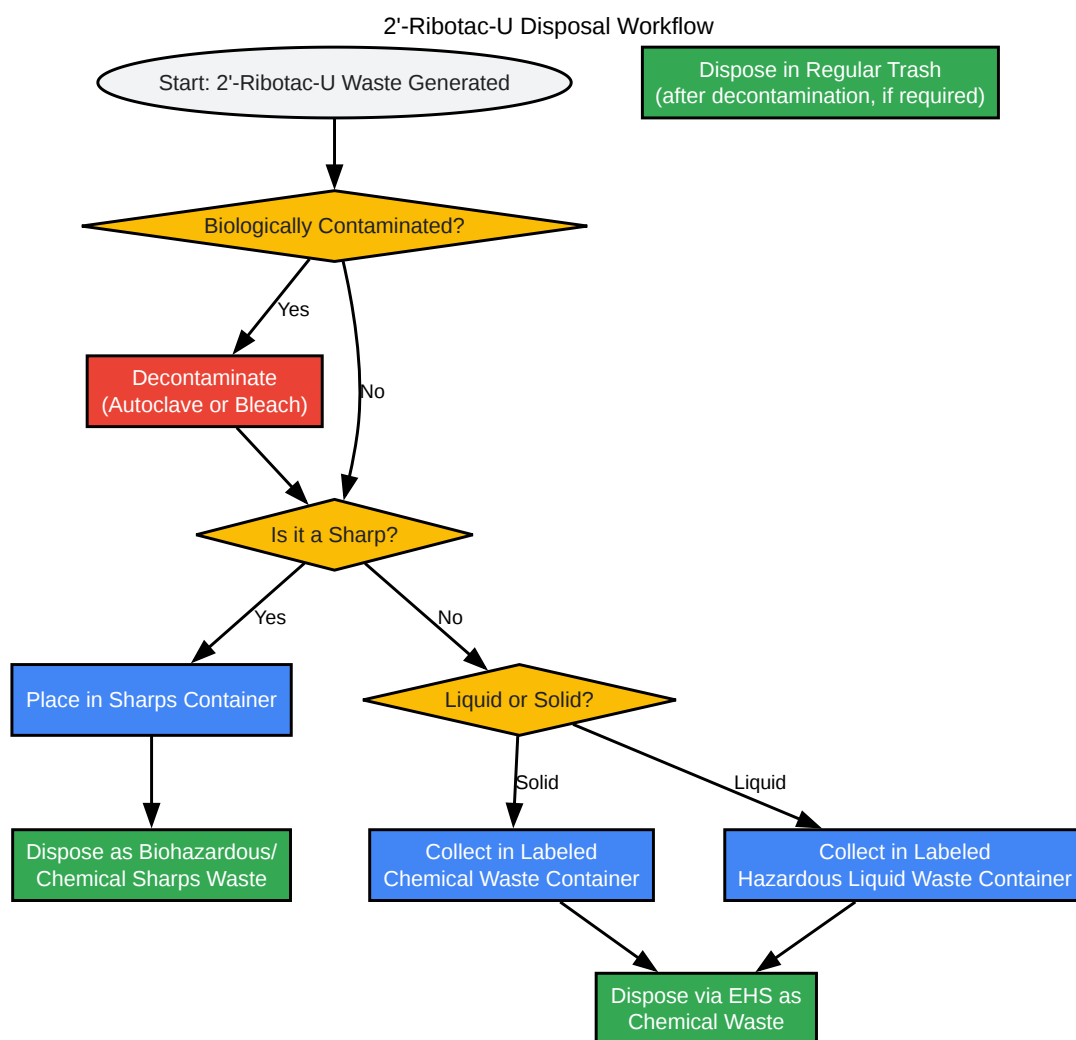 2'-Ribotac-U Disposal Workflow
Start: 2'-Ribotac-U Waste Generated
Dispose in Regular Trash
(after decontamination, if required)
Biologically Contaminated?
Yes
No
Decontaminate
(Autoclave or Bleach)
Is it a Sharp?
Yes
No
Place in Sharps Container
Liquid or Solid?
Solid
Liquid
Dispose as Biohazardous/
Chemical Sharps Waste
Collect in Labeled
Chemical Waste Container
Collect in Labeled
Hazardous Liquid Waste Container
Dispose via EHS as
Chemical Waste